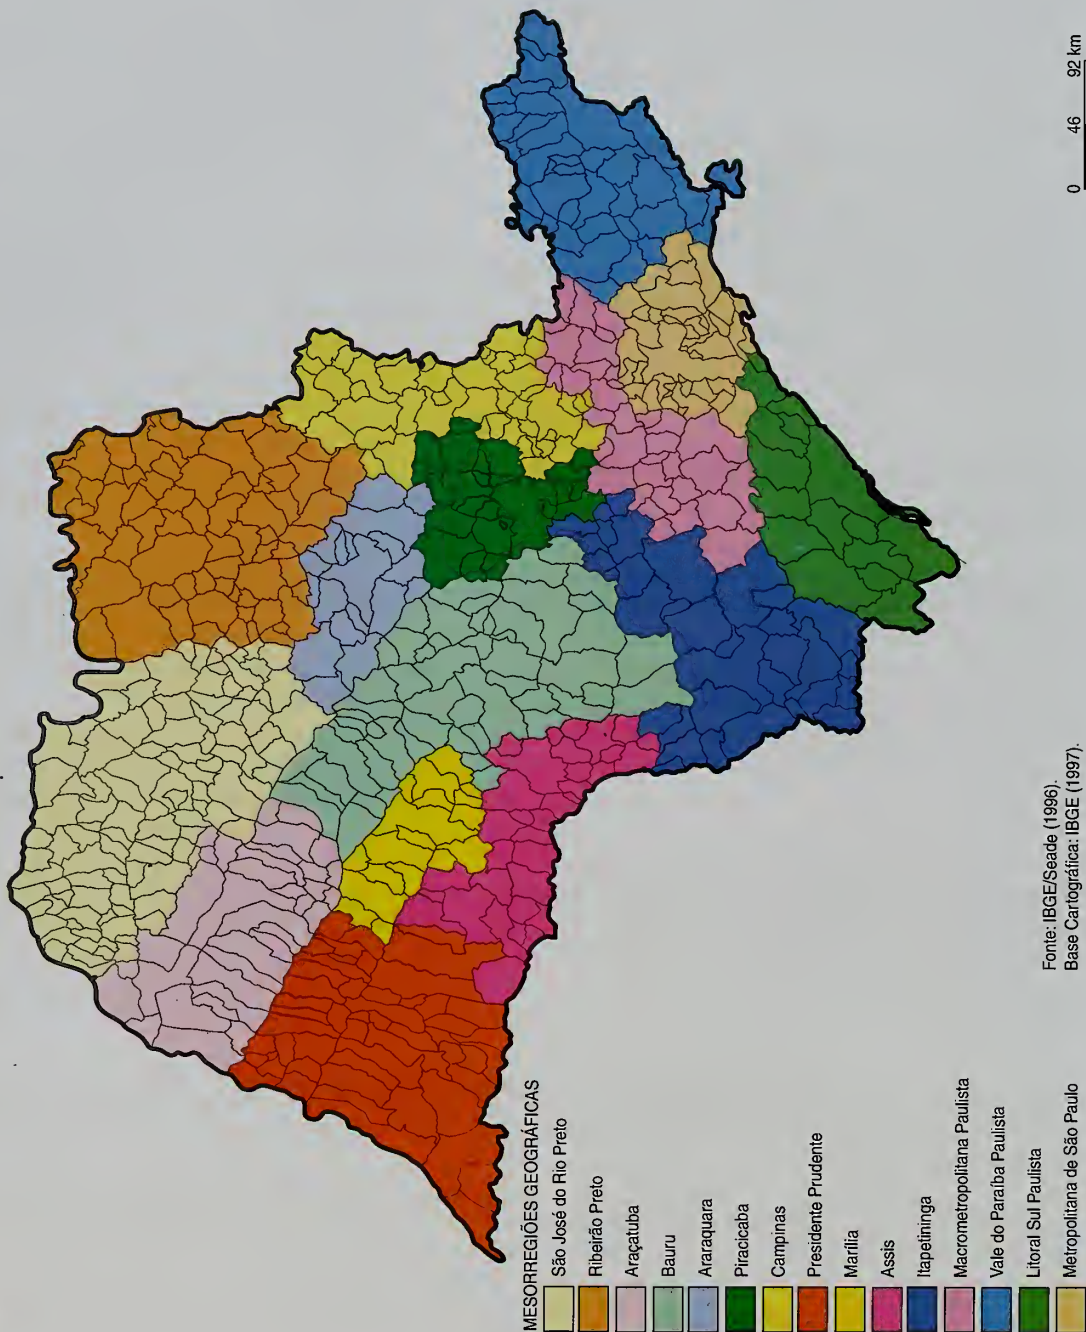 MESORREGIÕES GEOGRÁFICAS
São José do Rio Preto
Ribeirão Preto
Araçatuba
Bauru
Araraquara
Piracicaba
Campinas
Presidente Prudente
Marília
Assis
Itapetininga
Macrometropolitana Paulista
Vale do Paraíba Paulista
Litoral Sul Paulista
Metropolitana de São Paulo
Fonte: IBGE/Seade (1996).
Base Cartográfica: IBGE (1997).
0 46 92 km